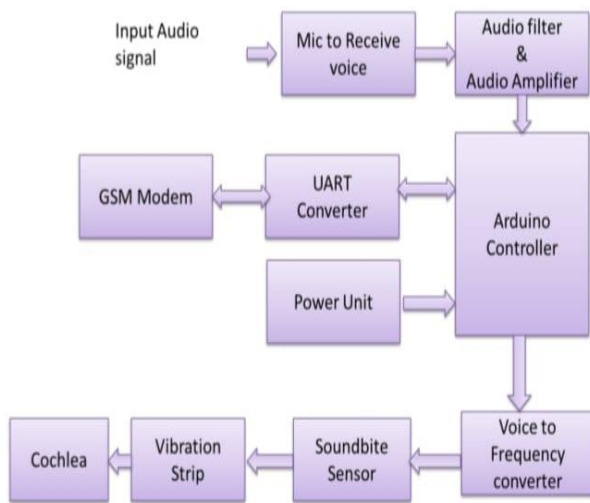 Input Audio
signal
Mic to Receive
voice
Audio filter
&
Audio Amplifier
GSM Modem
UART
Converter
Arduino
Controller
Power Unit
Cochlea
Vibration
Strip
Soundbite
Sensor
Voice to
Frequency
converter